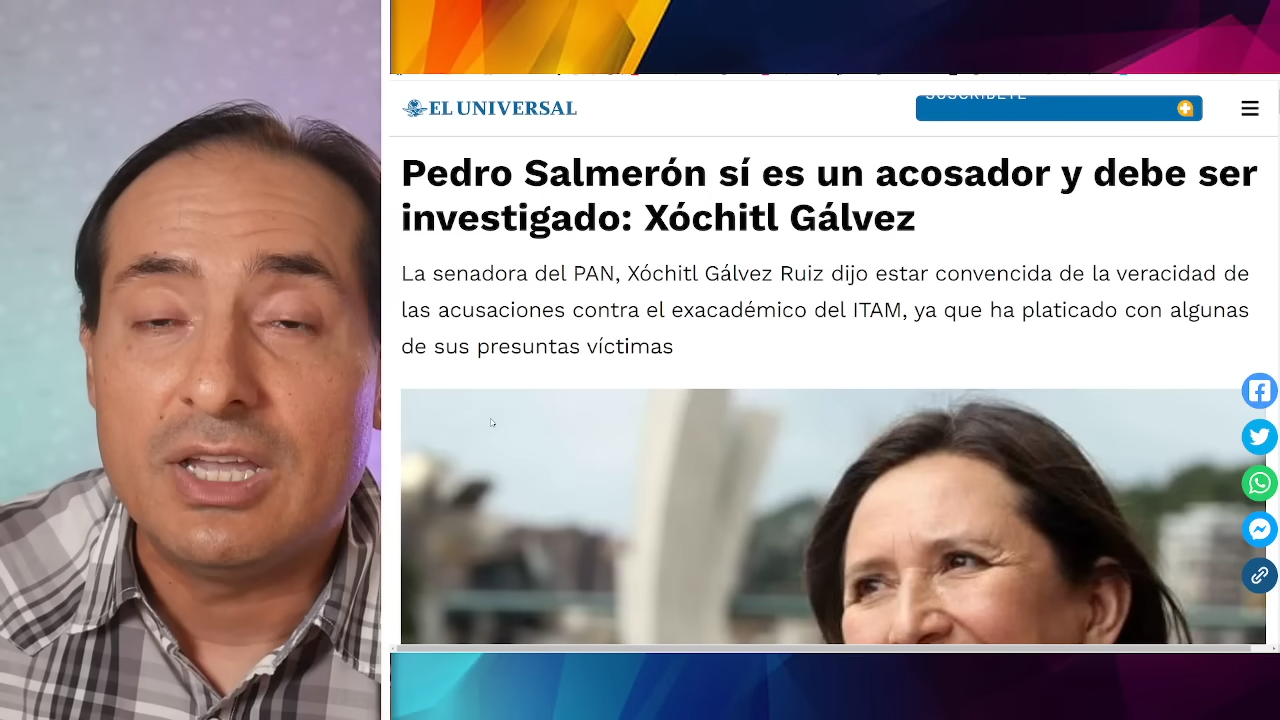 EL UNIVERSAL
SUSCRÍBETE
Pedro Salmerón sí es un acosador y debe ser
investigado: Xóchitl Gálvez
La senadora del PAN, Xóchitl Gálvez Ruiz dijo estar convencida de la veracidad de
las acusaciones contra el exacadémico del ITAM, ya que ha platicado con algunas
de sus presuntas víctimas